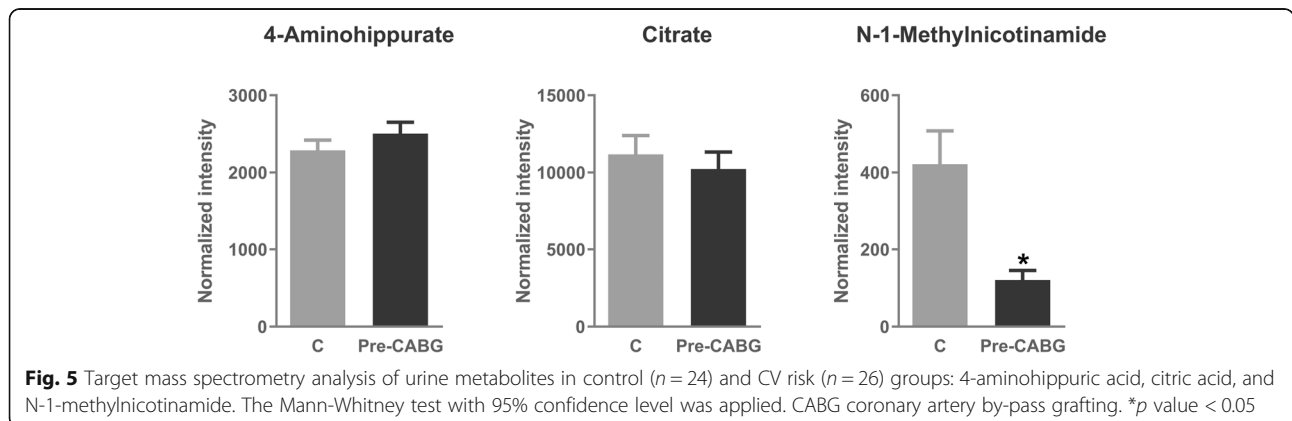 4-Aminohippurate
Citrate
N-1-Methylnicotinamide
Normalized intensity
3000
2000
1000
0
C
Pre-CABG
Normalized intensity
15000
10000
5000
0
C
Pre-CABG
Normalized intensity
600
400
200
0
*
C
Pre-CABG
Fig. 5 Target mass spectrometry analysis of urine metabolites in control (n = 24) and CV risk (n = 26) groups: 4-aminohippuric acid, citric acid, and
N-1-methylnicotinamide. The Mann-Whitney test with 95% confidence level was applied. CABG coronary artery by-pass grafting. *p value < 0.05